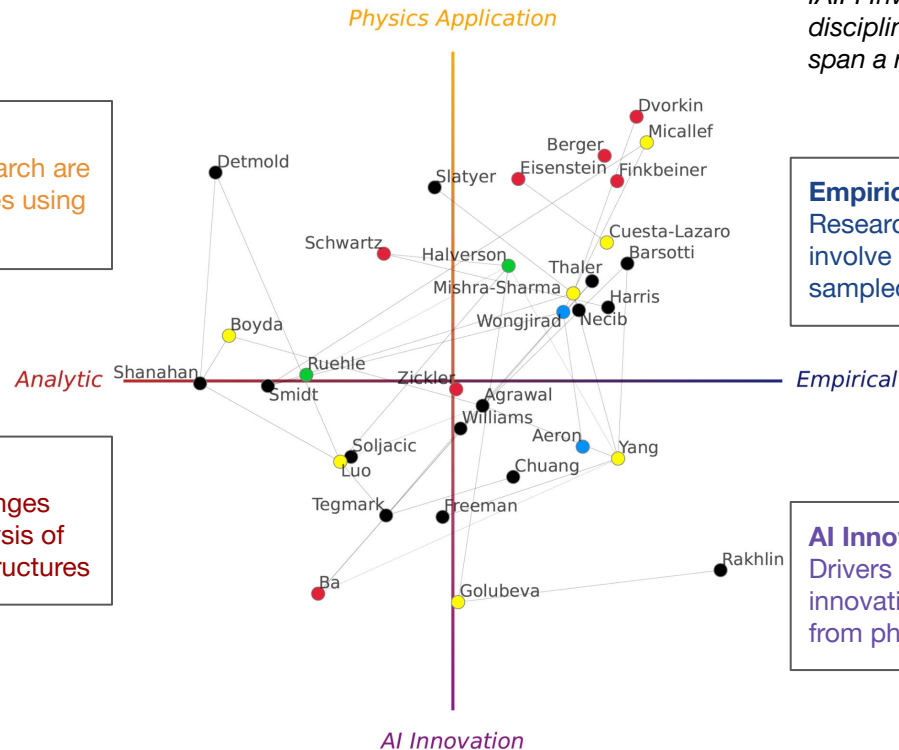 Physics Application
disciplin
span a r
arch are
es using
Empiric
Researc
involve
sampled
nges
sis of
ructures
AI Innov
Drivers
innovati
from ph
Analytic
Empirical
AI Innovation
Dvorkin
Micallef
Berger
Eisenstein
Finkbeiner
Detmold
Slatyer
Cuesta-Lazaro
Schwartz
Halverson
Barsotti
Thaler
Mishra-Sharma
Harris
Wongjirad
Necib
Boyda
Ruehle
Shanahan
Smidt
Zickler
Agrawal
Williams
Aeron
Yang
Soljacic
Luo
Chuang
Tegmark
Freeman
Rakhlin
Ba
Golubeva